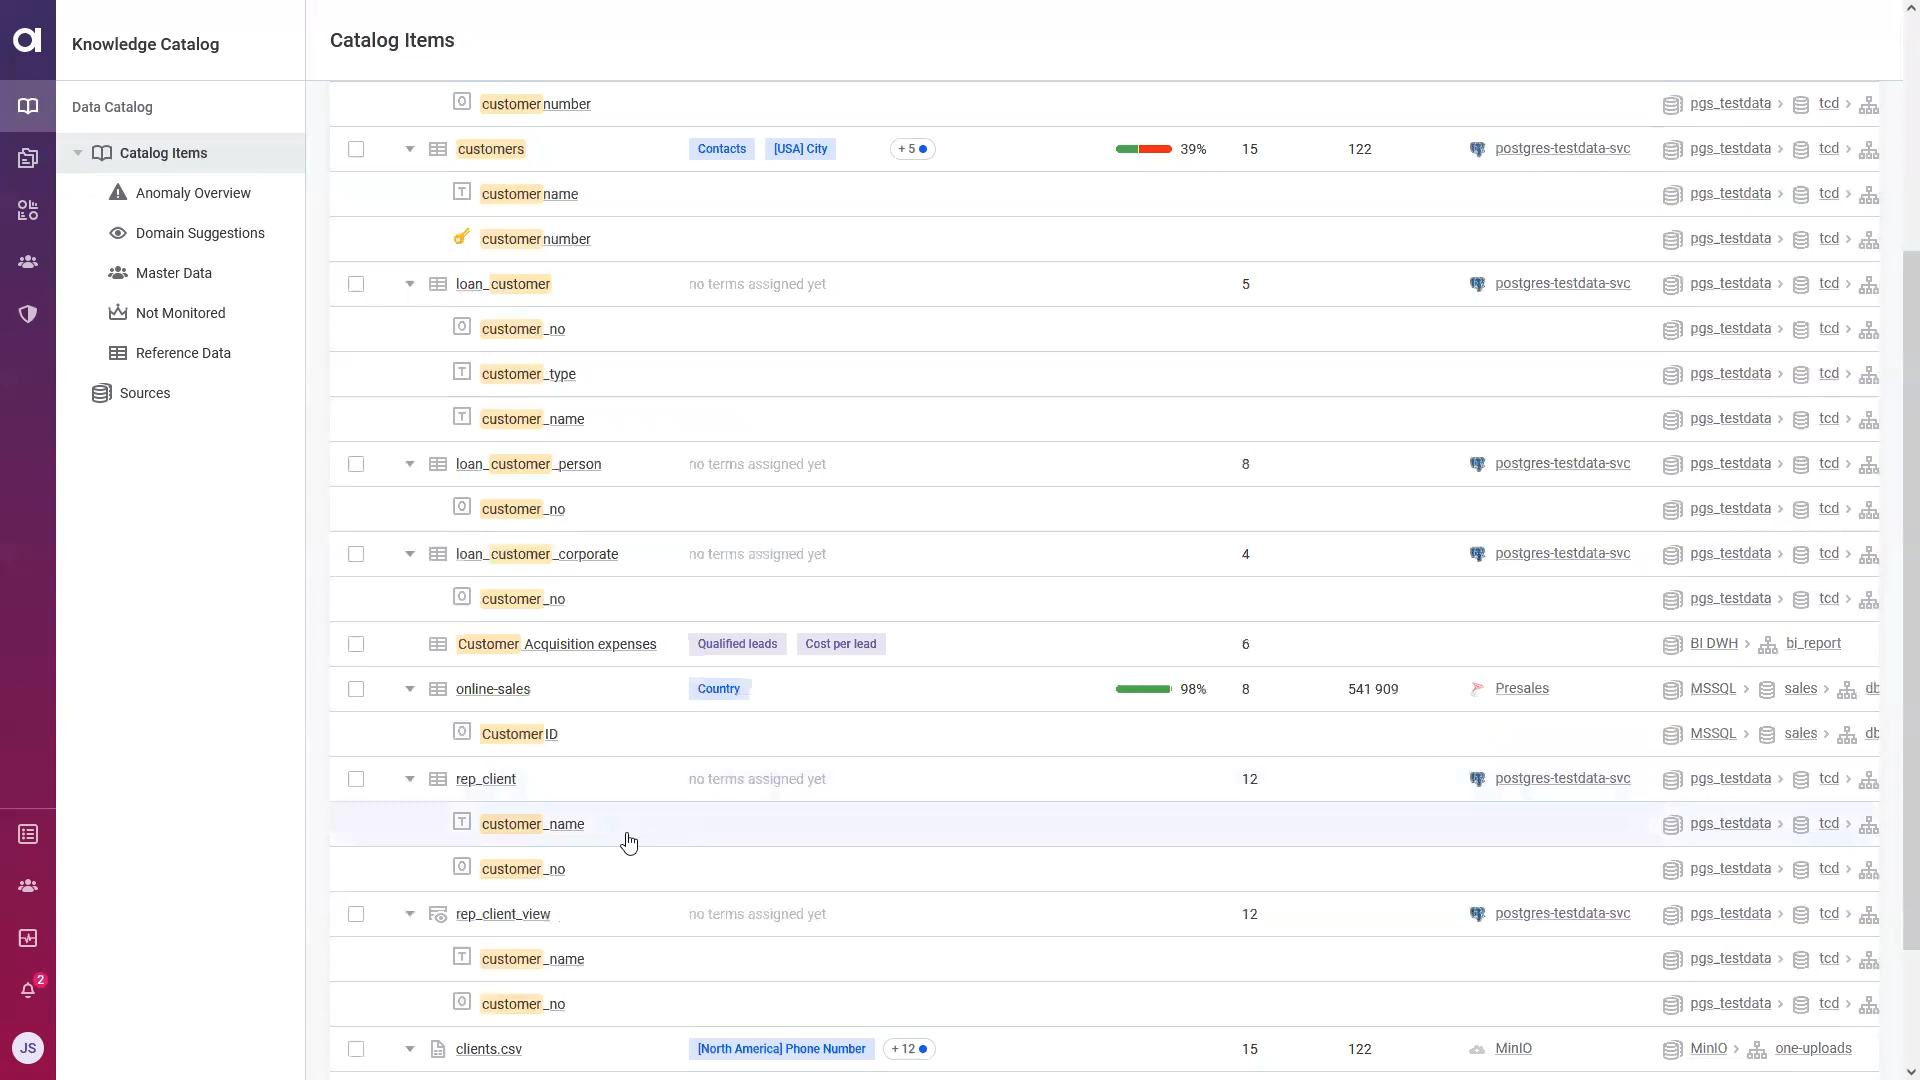 Knowledge Catalog
Catalog Items
Data Catalog
Catalog Items
Anomaly Overview
Domain Suggestions
Master Data
Not Monitored
Reference Data
Sources
2
JS
customernumber pgs_testdata > tcd >
customers Contacts [USA] City + 5 39% 15 122 postgres-testdata-svc pgs_testdata > tcd >
customername pgs_testdata > tcd >
customernumber pgs_testdata > tcd >
loan_customer no terms assigned yet 5 postgres-testdata-svc pgs_testdata > tcd >
customer_no pgs_testdata > tcd >
customer_type pgs_testdata > tcd >
customer_name pgs_testdata > tcd >
loan_customer_person no terms assigned yet 8 postgres-testdata-svc pgs_testdata > tcd >
customer_no pgs_testdata > tcd >
loan_customer_corporate no terms assigned yet 4 postgres-testdata-svc pgs_testdata > tcd >
customer_no pgs_testdata > tcd >
Customer Acquisition expenses Qualified leads Cost per lead 6 BI DWH > bi_report
online-sales Country 98% 8 541 909 Presales MSSQL > sales > db
CustomerID MSSQL > sales > db
rep_client no terms assigned yet 12 postgres-testdata-svc pgs_testdata > tcd >
customer_name pgs_testdata > tcd >
customer_no pgs_testdata > tcd >
rep_client_view no terms assigned yet 12 postgres-testdata-svc pgs_testdata > tcd >
customer_name pgs_testdata > tcd >
customer_no pgs_testdata > tcd >
clients.csv [North America] Phone Number + 12 15 122 MinIO MinIO > one-uploads